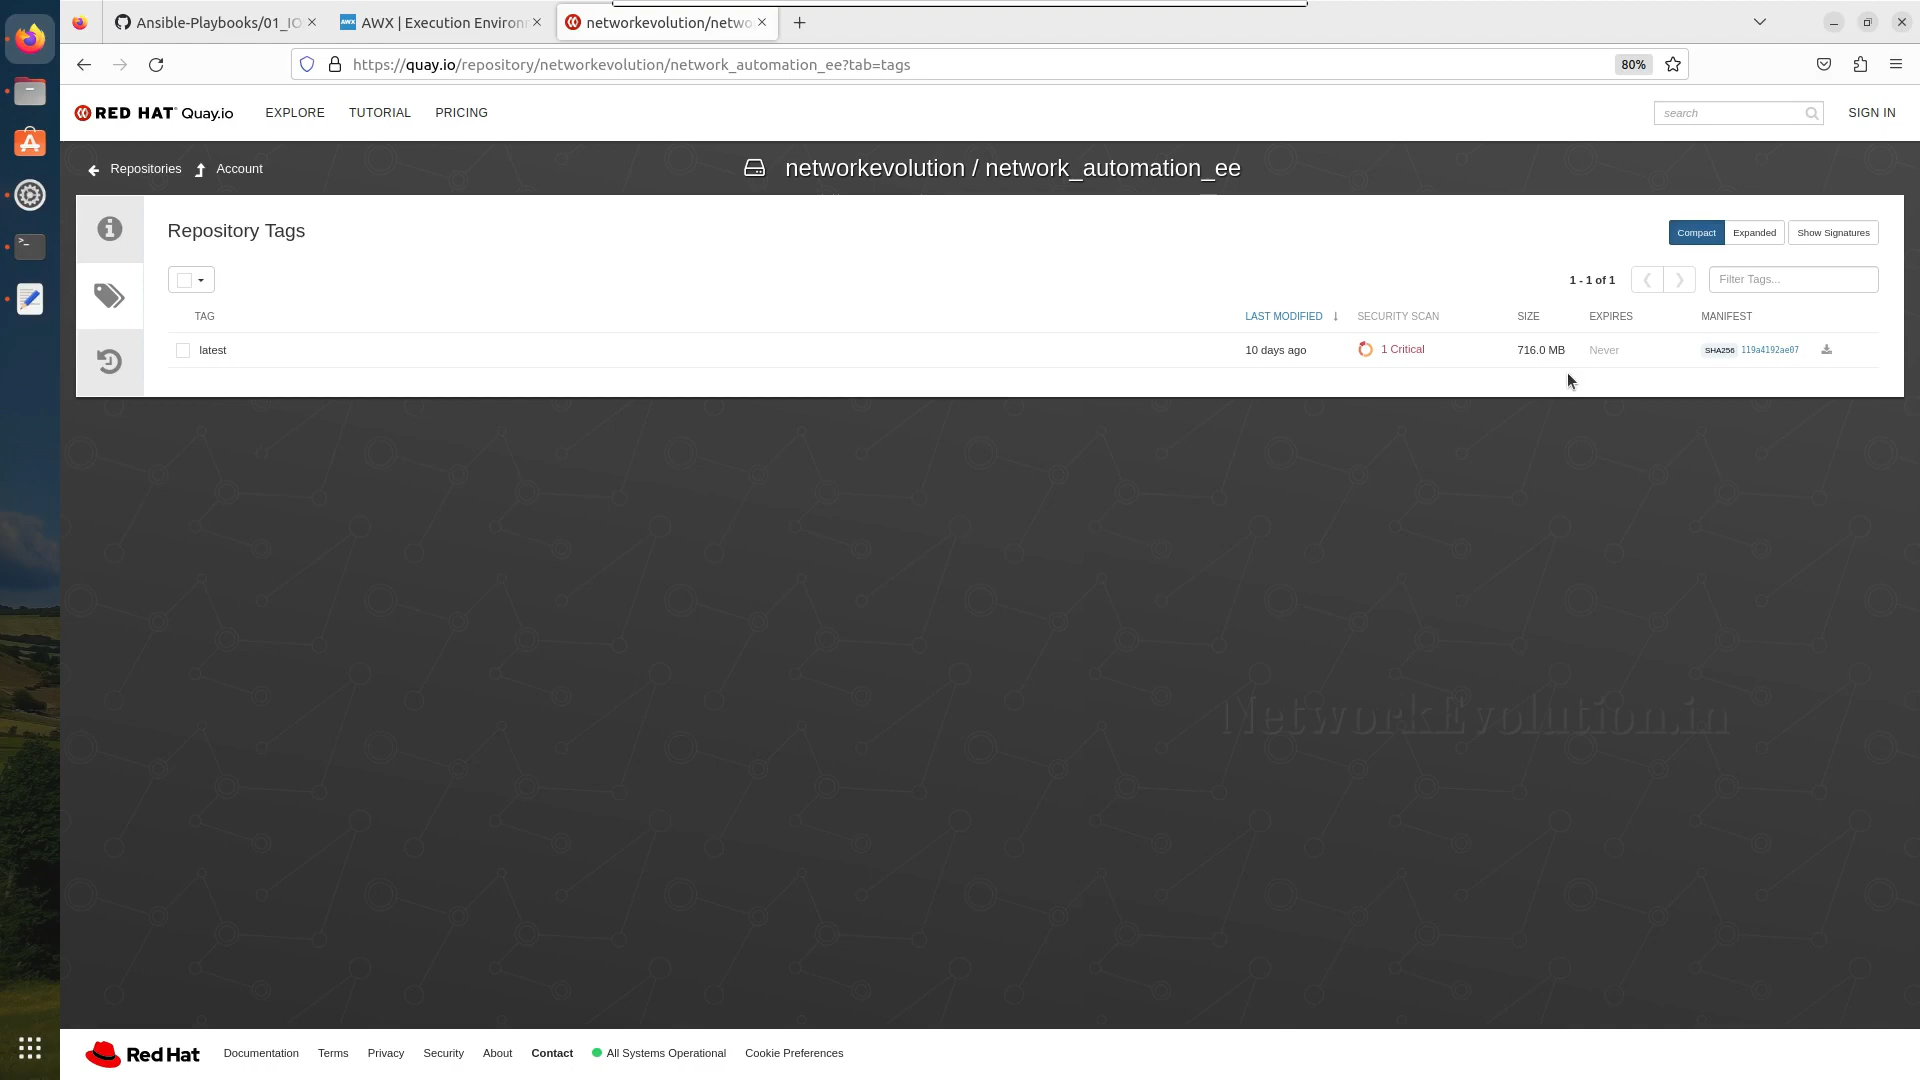 Ansible-Playbooks/01_IO
AWX | Execution Environ
networkevolution/netwo
https://quay.io/repository/networkevolution/network_automation_ee?tab=tags
80%
RED HAT Quay.io
EXPLORE
TUTORIAL
PRICING
search
SIGN IN
Repositories
Account
networkevolution / network_automation_ee
Repository Tags
Compact
Expanded
Show Signatures
1 - 1 of 1
Filter Tags...
TAG
LAST MODIFIED
SECURITY SCAN
SIZE
EXPIRES
MANIFEST
latest
10 days ago
1 Critical
716.0 MB
Never
SHA256 119a4192ae07
NetworkEvolution.in
Red Hat
Documentation
Terms
Privacy
Security
About
Contact
All Systems Operational
Cookie Preferences